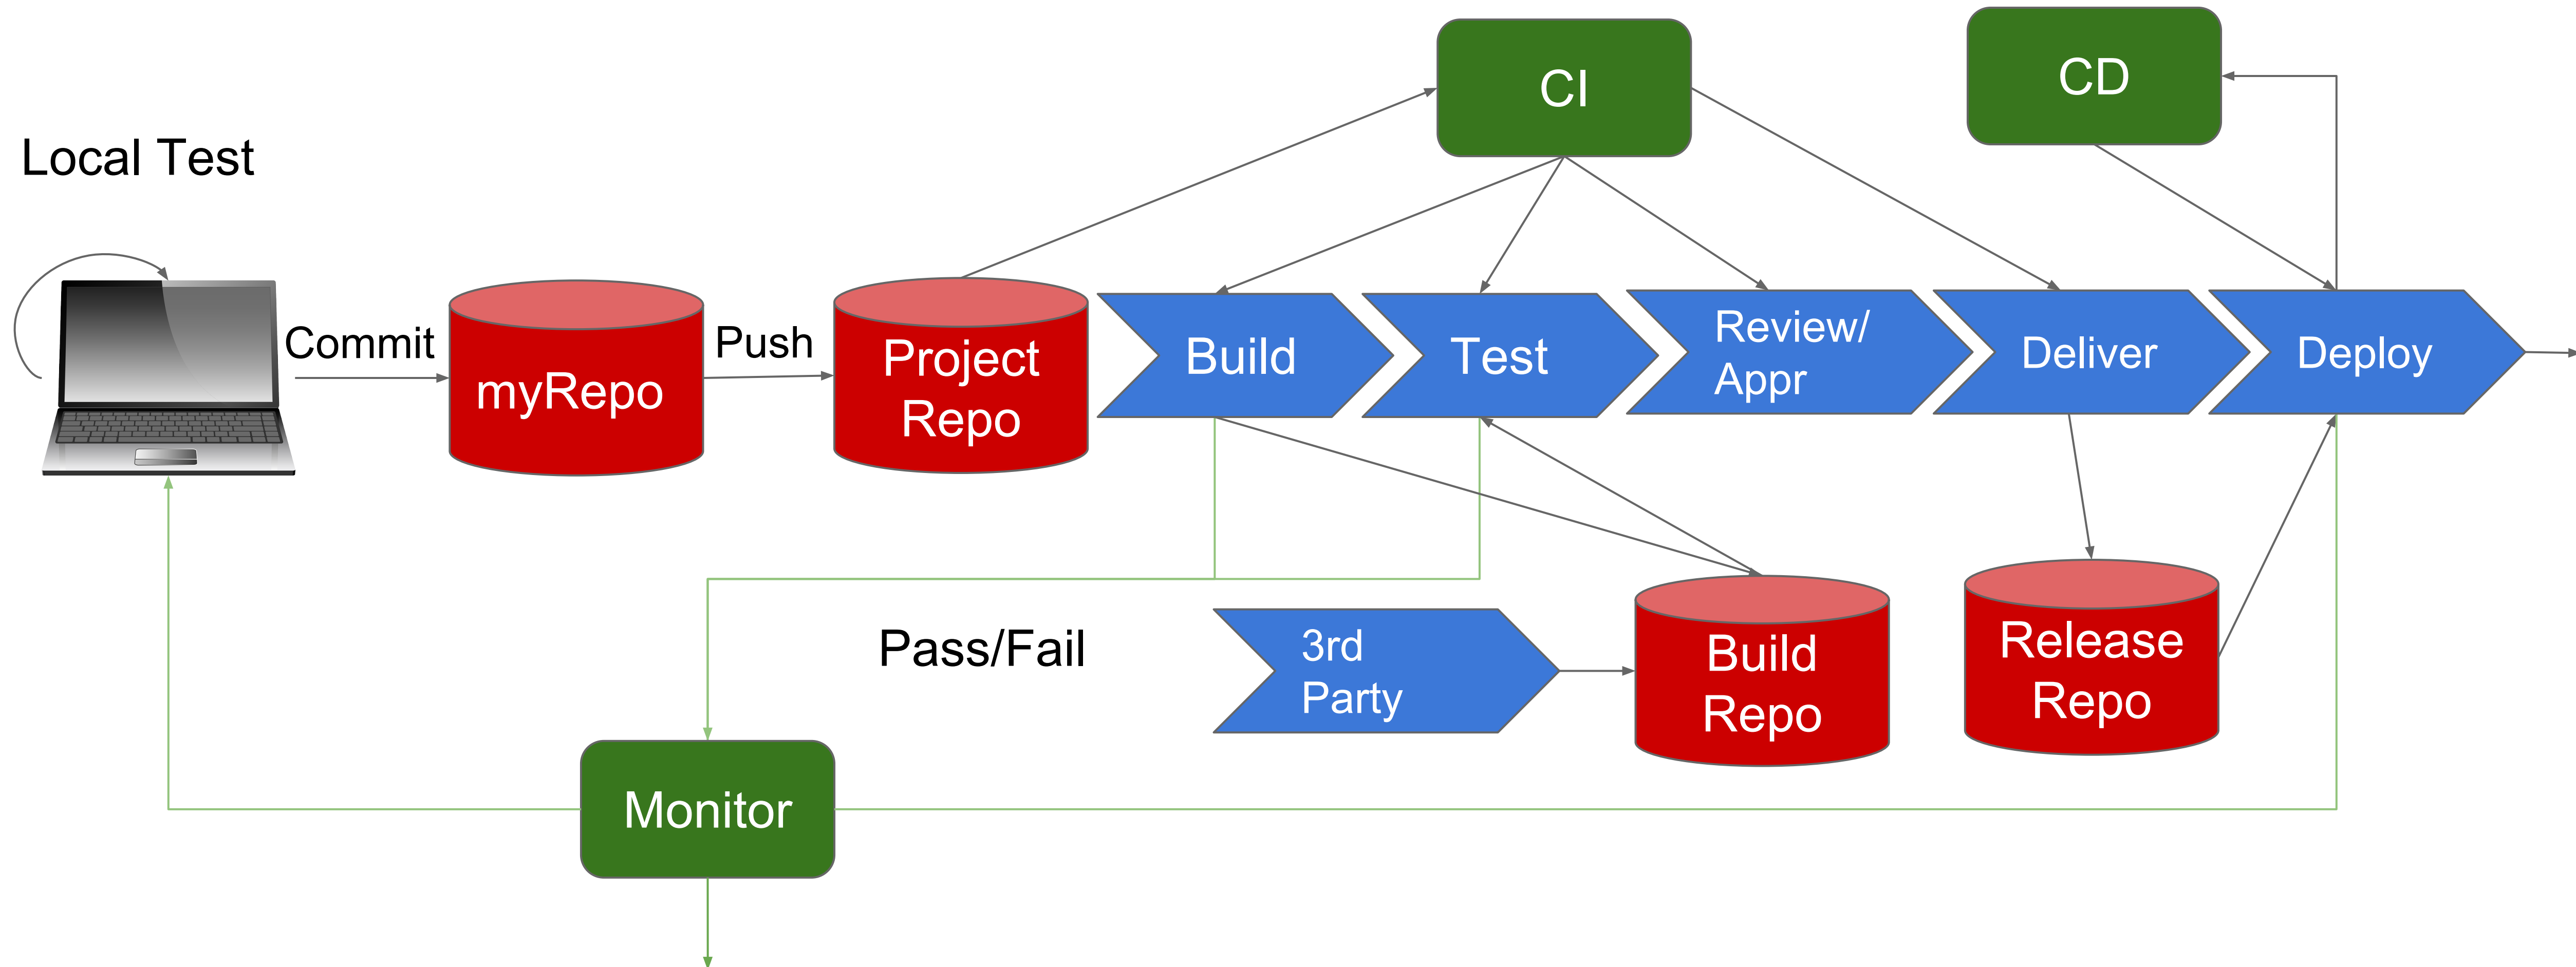 CI
CD
Local Test
Commit
myRepo
Push
Project
Repo
Build
Test
Review/
Appr
Deliver
Deploy
Pass/Fail
3rd
Party
Build
Repo
Release
Repo
Monitor